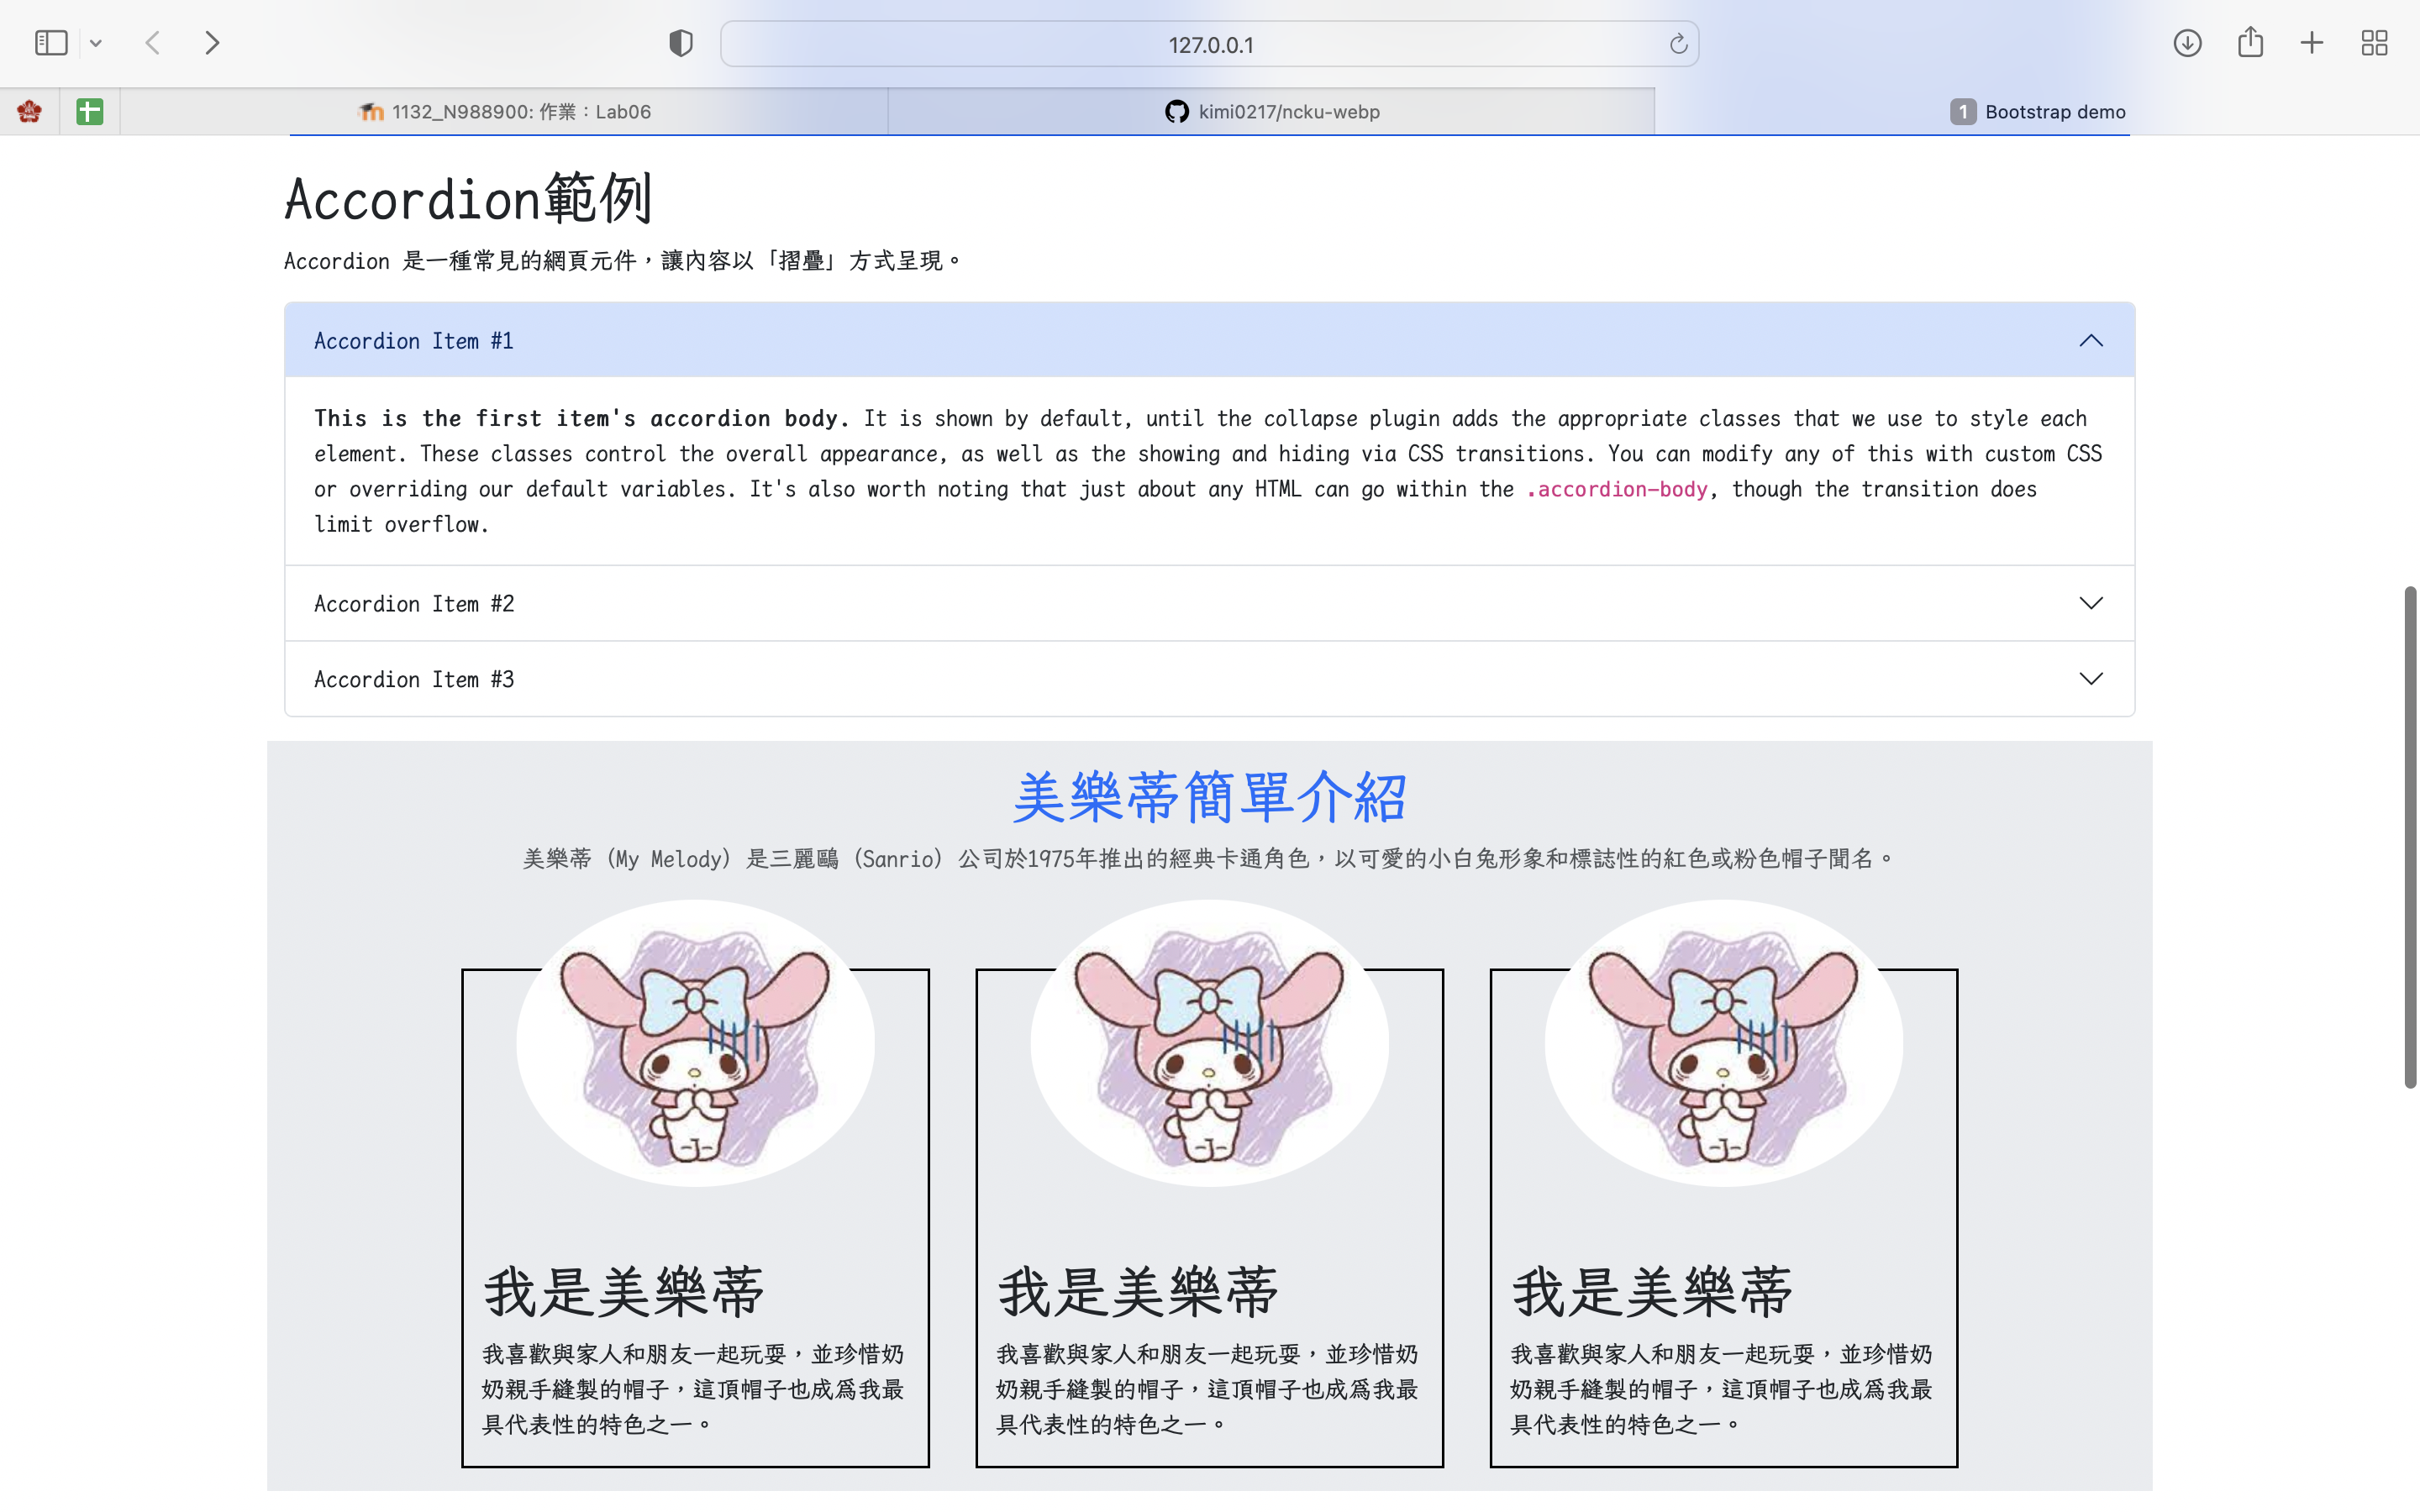 127.0.0.1
1132_N988900: 作業：Lab06
kimi0217/ncku-webp
1 Bootstrap demo
Accordion範例
Accordion 是一種常見的網頁元件，讓內容以「摺疊」方式呈現。
Accordion Item #1
This is the first item's accordion body. It is shown by default, until the collapse plugin adds the appropriate classes that we use to style each
element. These classes control the overall appearance, as well as the showing and hiding via CSS transitions. You can modify any of this with custom CSS
or overriding our default variables. It's also worth noting that just about any HTML can go within the .accordion-body, though the transition does
limit overflow.
Accordion Item #2
Accordion Item #3
美樂蒂簡單介紹
美樂蒂（My Melody）是三麗鷗（Sanrio）公司於1975年推出的經典卡通角色，以可愛的小白兔形象和標誌性的紅色或粉色帽子聞名。
我是美樂蒂
我喜歡與家人和朋友一起玩耍，並珍惜奶
奶親手縫製的帽子，這頂帽子也成為我最
具代表性的特色之一。
我是美樂蒂
我喜歡與家人和朋友一起玩耍，並珍惜奶
奶親手縫製的帽子，這頂帽子也成為我最
具代表性的特色之一。
我是美樂蒂
我喜歡與家人和朋友一起玩耍，並珍惜奶
奶親手縫製的帽子，這頂帽子也成為我最
具代表性的特色之一。